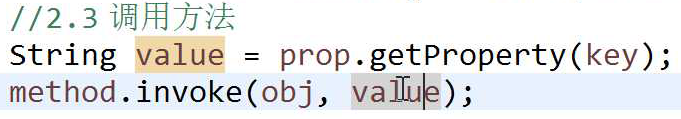 //2.3 调用方法
String value = prop.getProperty(key);
method.invoke(obj, value);